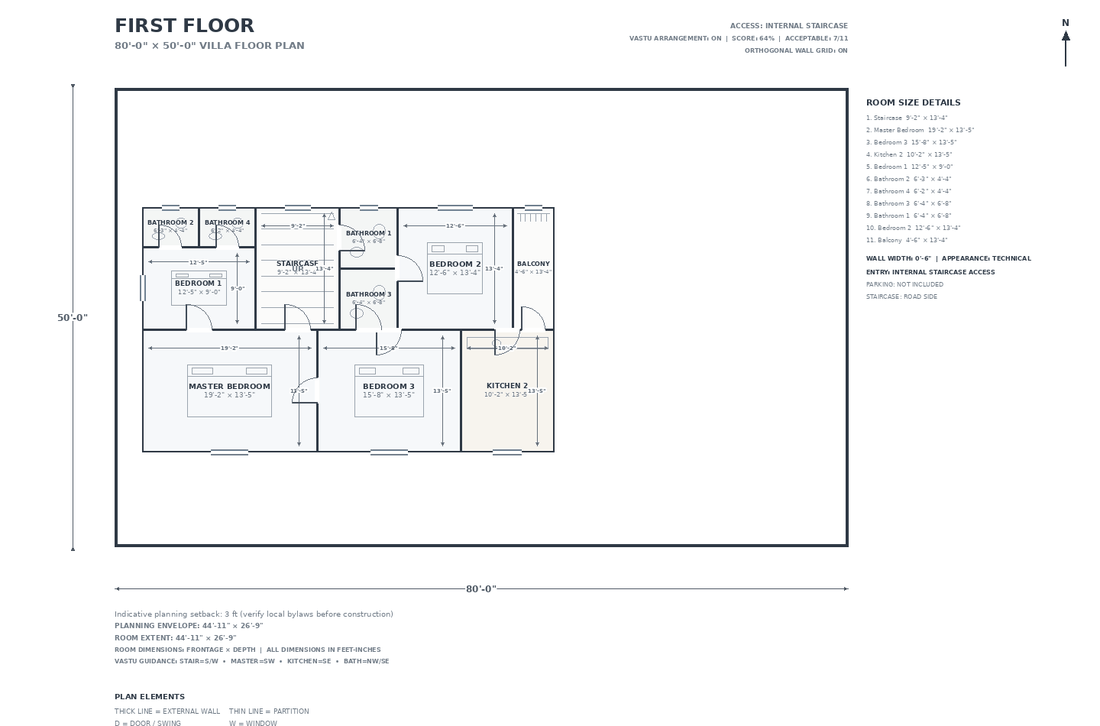 FIRST FLOOR
80'-0" × 50'-0" VILLA FLOOR PLAN
ACCESS: INTERNAL STAIRCASE
VASTU ARRANGEMENT: ON | SCORE: 64% | ACCEPTABLE: 7/11
ORTHOGONAL WALL GRID: ON
N
ROOM SIZE DETAILS
1. Staircase 9'-2" × 13'-4"
2. Master Bedroom 19'-2" × 13'-5"
3. Bedroom 3 15'-8" × 13'-5"
4. Kitchen 2 10'-2" × 13'-5"
5. Bedroom 1 12'-5" × 9'-0"
6. Bathroom 2 6'-3" × 4'-4"
7. Bathroom 4 6'-2" × 4'-4"
8. Bathroom 3 6'-4" × 6'-8"
9. Bathroom 1 6'-4" × 6'-8"
10. Bedroom 2 12'-6" × 13'-4"
11. Balcony 4'-6" × 13'-4"
WALL WIDTH: 0'-6" | APPEARANCE: TECHNICAL
ENTRY: INTERNAL STAIRCASE ACCESS
PARKING: NOT INCLUDED
STAIRCASE: ROAD SIDE
BATHROOM 2
6'-3" × 4'-4"
BATHROOM 4
6'-2" × 4'-4"
9'-2"
STAIRCASE
UP
9'-2" × 13'-4"
13'-4"
BATHROOM 1
6'-4" × 6'-8"
12'-6"
BEDROOM 2
12'-6" × 13'-4"
13'-4"
BALCONY
4'-6" × 13'-4"
12'-5"
BEDROOM 1
12'-5" × 9'-0"
9'-0"
BATHROOM 3
6'-4" × 6'-8"
50'-0"
19'-2"
MASTER BEDROOM
19'-2" × 13'-5"
13'-5"
15'-8"
BEDROOM 3
15'-8" × 13'-5"
13'-5"
10'-2"
KITCHEN 2
10'-2" × 13'-5"
13'-5"
80'-0"
Indicative planning setback: 3 ft (verify local bylaws before construction)
PLANNING ENVELOPE: 44'-11" × 26'-9"
ROOM EXTENT: 44'-11" × 26'-9"
ROOM DIMENSIONS: FRONTAGE × DEPTH | ALL DIMENSIONS IN FEET-INCHES
VASTU GUIDANCE: STAIR=S/W • MASTER=SW • KITCHEN=SE • BATH=NW/SE
PLAN ELEMENTS
THICK LINE = EXTERNAL WALL THIN LINE = PARTITION
D = DOOR / SWING W = WINDOW